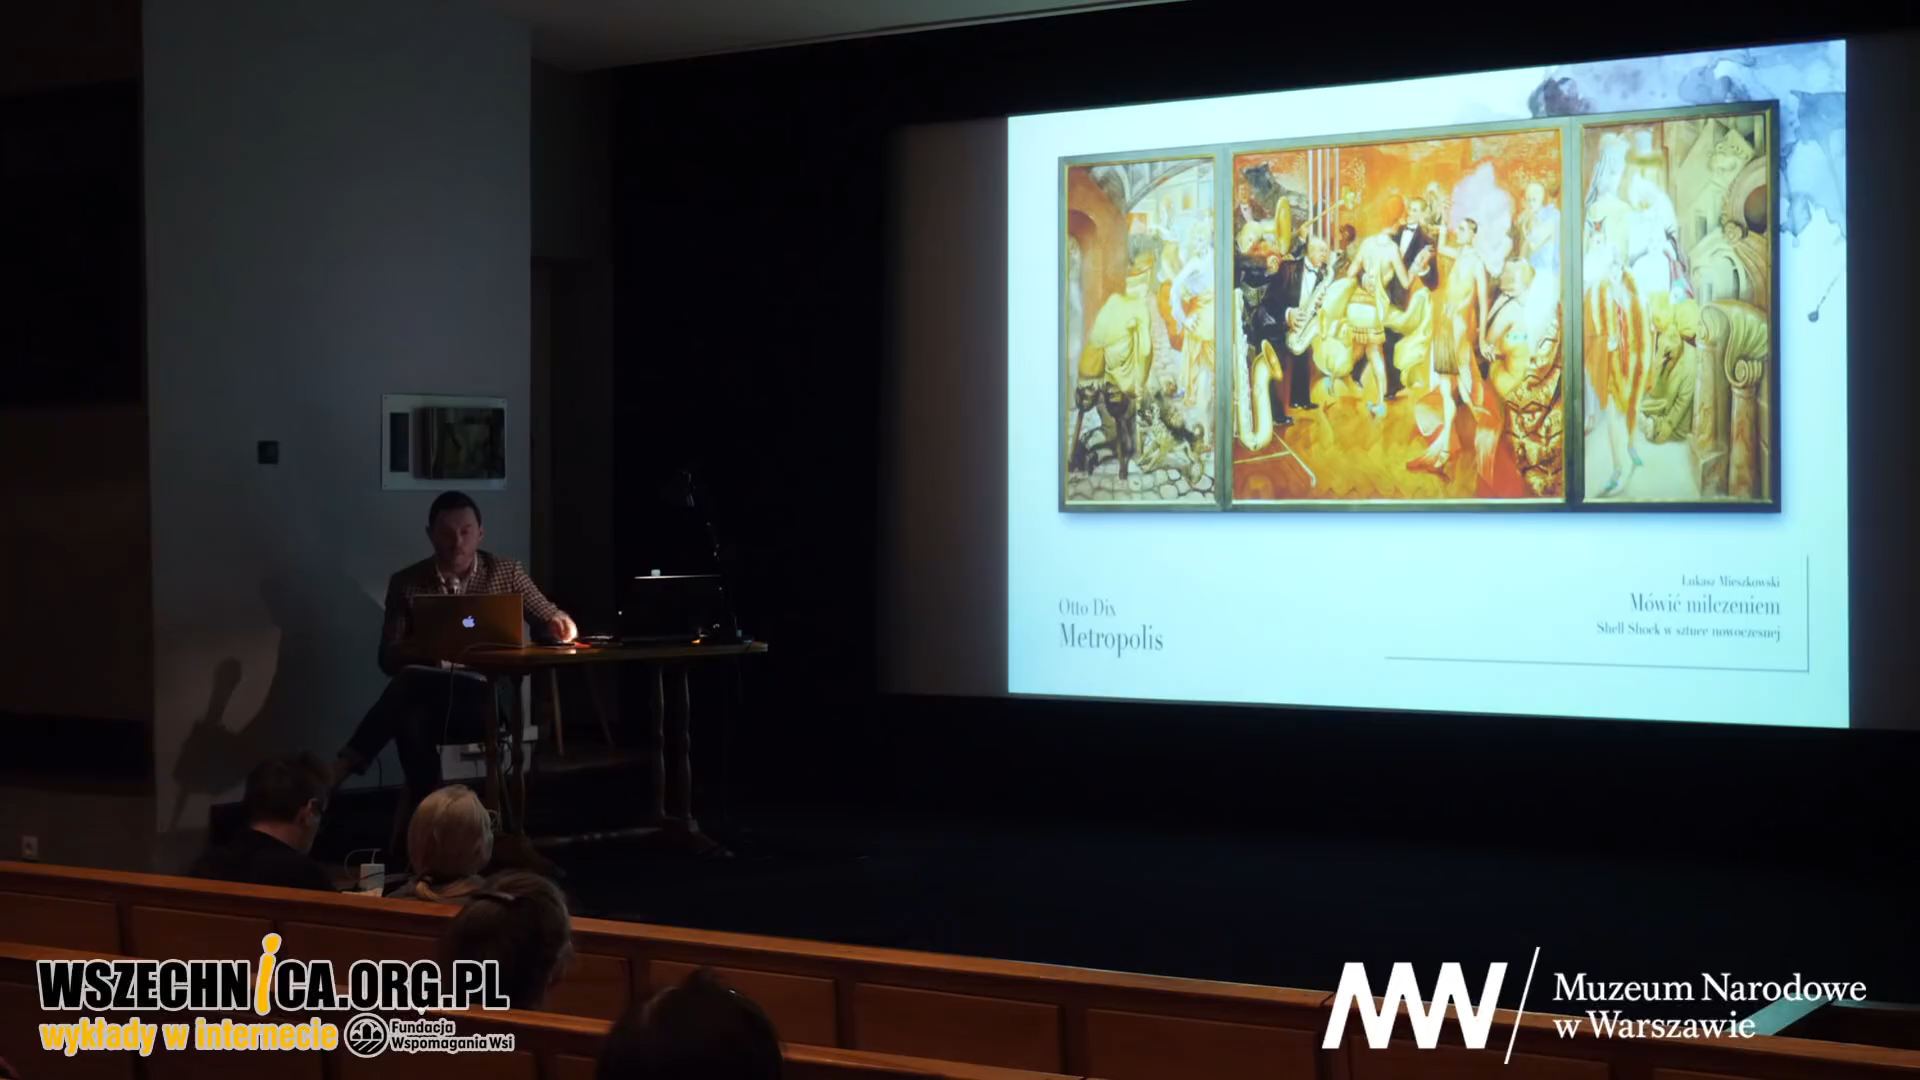 Otto Dix
Metropolis
Łukasz Mieszkowski
Mówić milczeniem
Shell Shock w sztuce nowoczesnej
WSZECHNiCA.ORG.PL
wykłady w internecie
Fundacja
Wspomagania Wsi
Muzeum Narodowe
w Warszawie